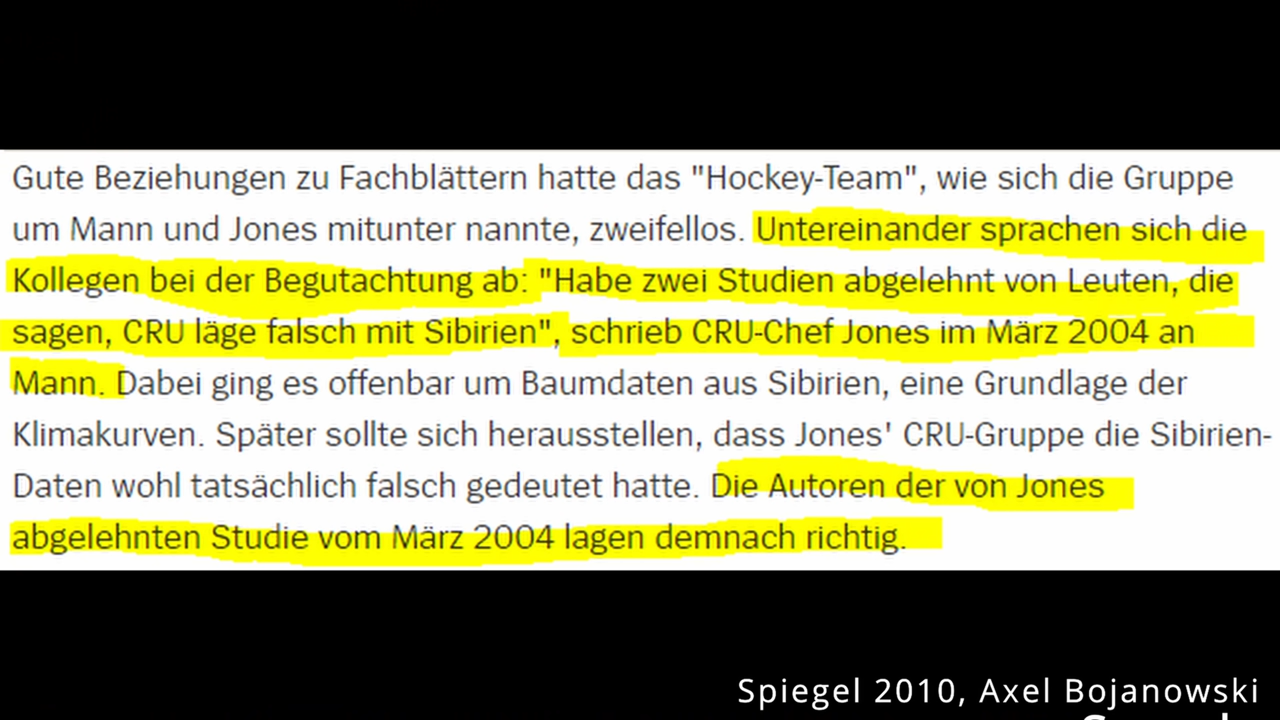 Gute Beziehungen zu Fachblättern hatte das "Hockey-Team", wie sich die Gruppe
um Mann und Jones mitunter nannte, zweifellos. Untereinander sprachen sich die
Kollegen bei der Begutachtung ab: "Habe zwei Studien abgelehnt von Leuten, die
sagen, CRU läge falsch mit Sibirien", schrieb CRU-Chef Jones im März 2004 an
Mann. Dabei ging es offenbar um Baumdaten aus Sibirien, eine Grundlage der
Klimakurven. Später sollte sich herausstellen, dass Jones' CRU-Gruppe die Sibirien-
Daten wohl tatsächlich falsch gedeutet hatte. Die Autoren der von Jones
abgelehnten Studie vom März 2004 lagen demnach richtig.
Spiegel 2010, Axel Bojanowski